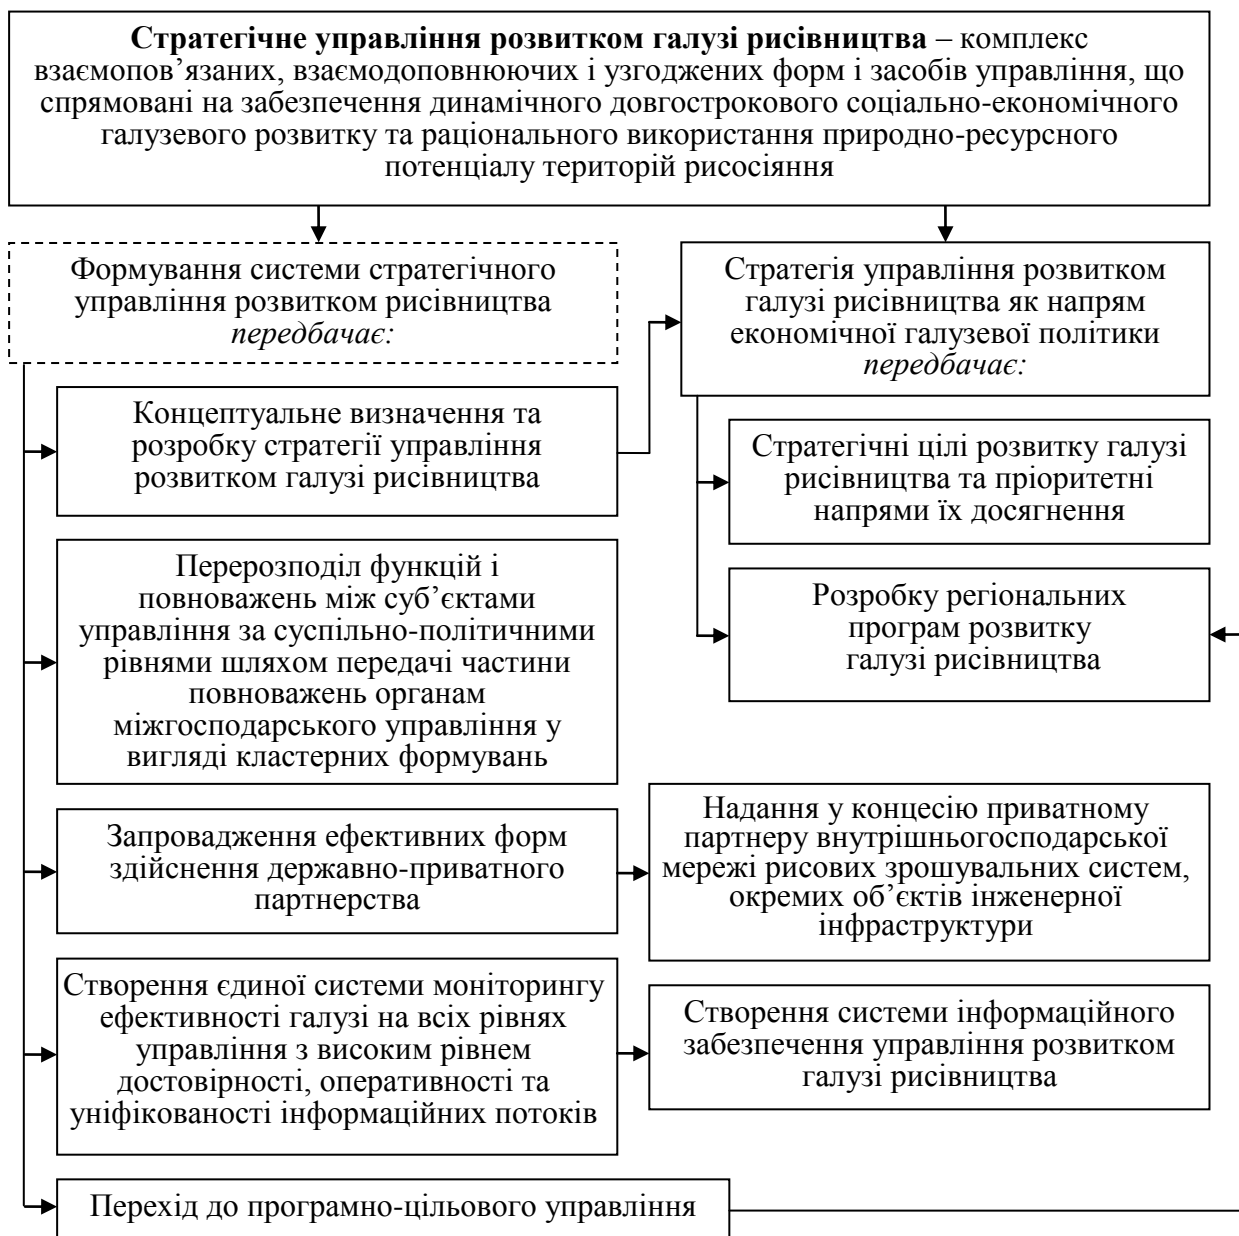 Стратегічне управління розвитком галузі рисівництва – комплекс
взаємопов’язаних, взаємодоповнюючих і узгоджених форм і засобів управління, що
спрямовані на забезпечення динамічного довгострокового соціально-економічного
галузевого розвитку та раціонального використання природно-ресурсного
потенціалу територій рисосіяння
Формування системи стратегічного
управління розвитком рисівництва
передбачає:
Стратегія управління розвитком
галузі рисівництва як напрям
економічної галузевої політики
передбачає:
Концептуальне визначення та
розробку стратегії управління
розвитком галузі рисівництва
Стратегічні цілі розвитку галузі
рисівництва та пріоритетні
напрями їх досягнення
Перерозподіл функцій і
повноважень між суб’єктами
управління за суспільно-політичними
рівнями шляхом передачі частини
повноважень органам
міжгосподарського управління у
вигляді кластерних формувань
Розробку регіональних
програм розвитку
галузі рисівництва
Запровадження ефективних форм
здійснення державно-приватного
партнерства
Надання у концесію приватному
партнеру внутрішньогосподарської
мережі рисових зрошувальних систем,
окремих об’єктів інженерної
інфраструктури
Створення єдиної системи моніторингу
ефективності галузі на всіх рівнях
управління з високим рівнем
достовірності, оперативності та
уніфікованості інформаційних потоків
Створення системи інформаційного
забезпечення управління розвитком
галузі рисівництва
Перехід до програмно-цільового управління